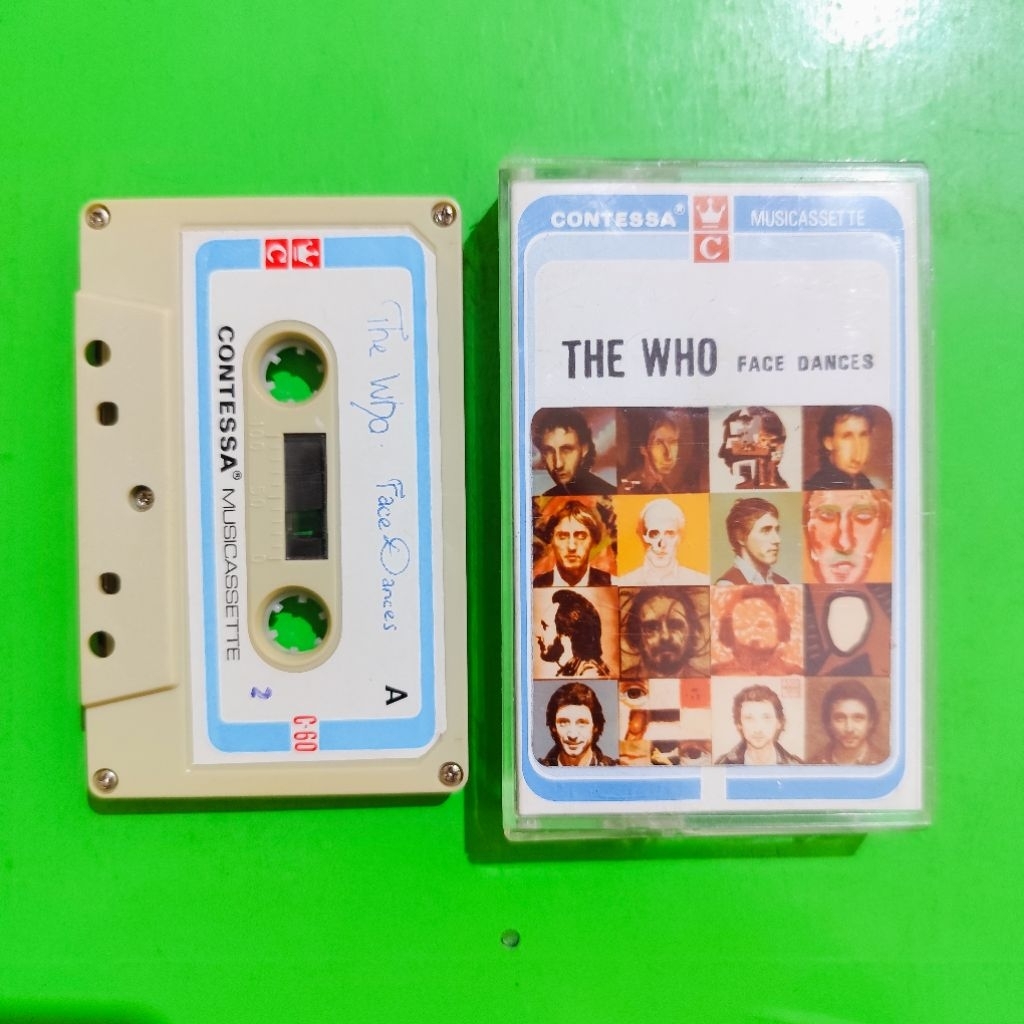 CONTESSA® MUSICASSETTE
C
THE WHO FACE DANCES
C
The Who. Face Dances
100 50 0
CONTESSA® MUSICASSETTE
A
2
C-60